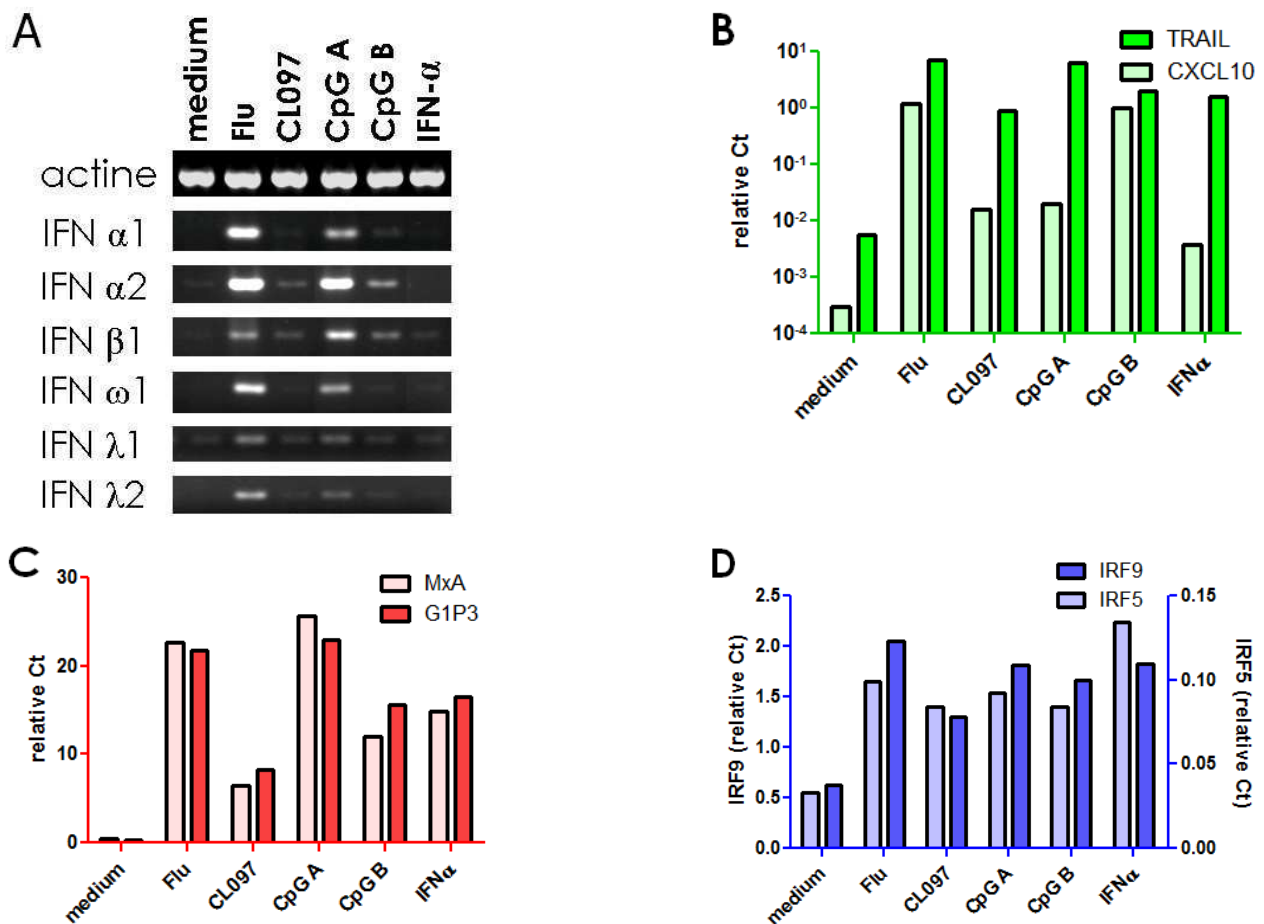 A
medium
Flu
CL097
CpG A
CpG B
IFN-α
actine
IFN α1
IFN α2
IFN β1
IFN ω1
IFN λ1
IFN λ2
B
TRAIL
CXCL10
relative Ct
10¹
10⁰
10⁻¹
10⁻²
10⁻³
10⁻⁴
medium
Flu
CL097
CpG A
CpG B
IFNα
C
MxA
G1P3
relative Ct
30
20
10
0
medium
Flu
CL097
CpG A
CpG B
IFNα
D
IRF9
IRF5
IRF9 (relative Ct)
2.5
2.0
1.5
1.0
0.5
0.0
IRF5 (relative Ct)
0.15
0.10
0.05
0.00
medium
Flu
CL097
CpG A
CpG B
IFNα